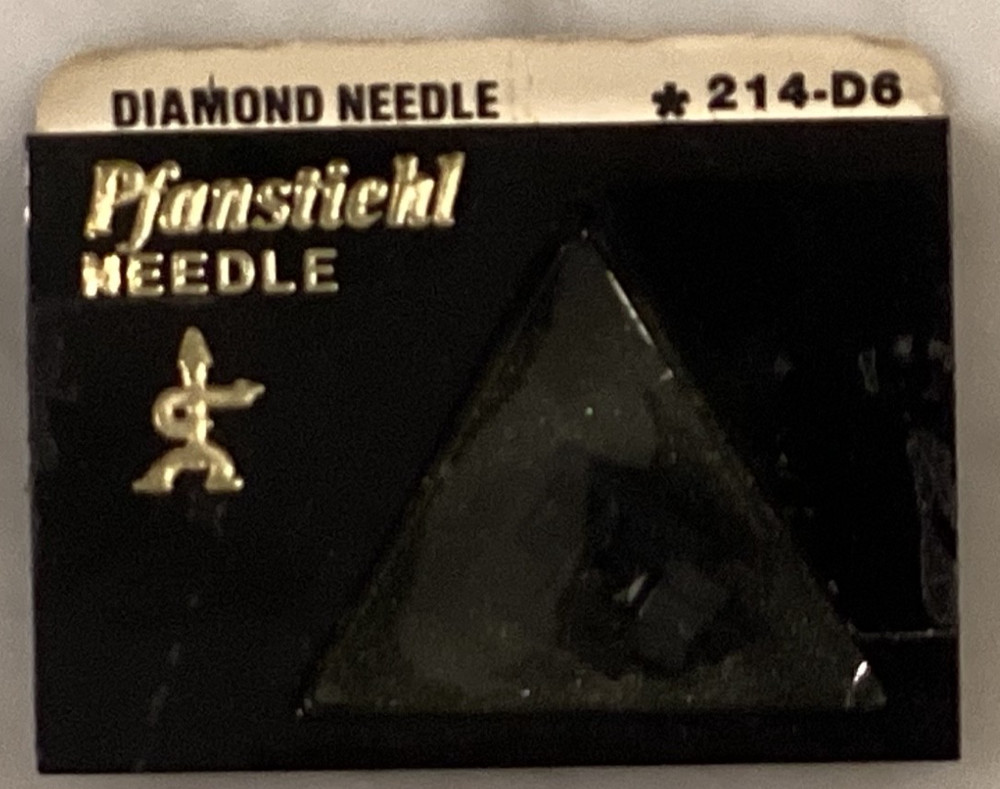 DIAMOND NEEDLE * 214-D6
Pfanstiehl
NEEDLE